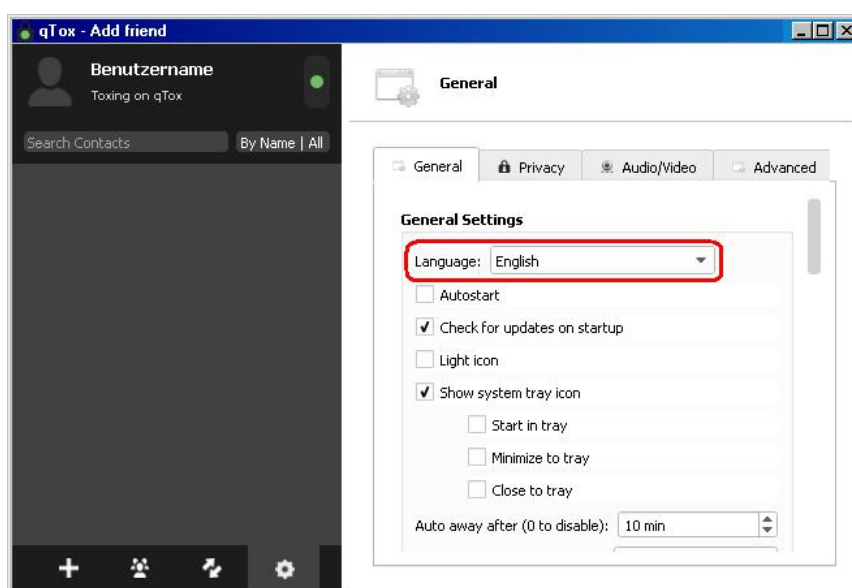 qTox - Add friend
Benutzername
Toxing on qTox
Search Contacts
By Name | All
General
General
Privacy
Audio/Video
Advanced
General Settings
Language: English
Autostart
Check for updates on startup
Light icon
Show system tray icon
Start in tray
Minimize to tray
Close to tray
Auto away after (0 to disable): 10 min